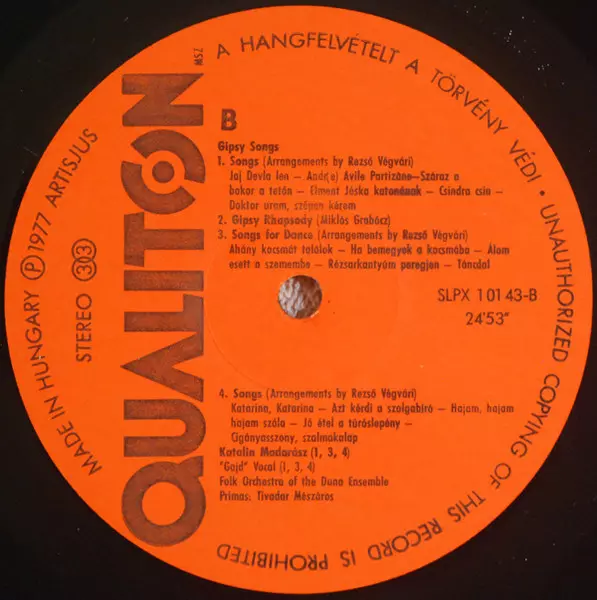 A HANGFELVÉTELT A TÖRVÉNY VÉDI • UNAUTHORIZED COPYING OF THIS RECORD IS PROHIBITED
MADE IN HUNGARY Ⓟ 1977 ARTISJUS
STEREO 303
QUALITON
MSZ
B
Gipsy Songs
1. Songs (Arrangements by Rezső Végvári)
Jaj Devla len — Andr(e) Avile Partizäne—Száraz a
bokor a tetőn — Elment Jóska katonának — Csindra csin —
Doktor uram, szépen kérem
2. Gipsy Rhapsody (Miklós Grabócz)
3. Songs for Dance (Arrangements by Rezső Végvári)
Ahány kocsmát találok — Ha bemegyek a kocsmába — Álom
esett a szemembe — Rézsarkantyúm peregjen — Táncdal
SLPX 10143-B
24'53"
4. Songs (Arrangements by Rezső Végvári)
Katarina, Katarina — Azt kérdi a szolgabíró — Hajam, hajam
hajam szála — Jó étel a túróslepény —
Cigányasszony, szalmakalap
Katalin Madarász (1, 3, 4)
"Gajd" Vocal (1, 3, 4)
Folk Orchestra of the Duna Ensemble
Primas: Tivadar Mészáros